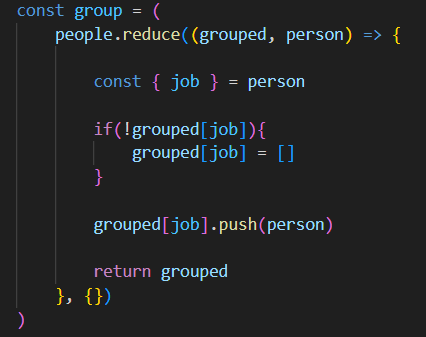 const group = (
    people.reduce((grouped, person) => {
        const { job } = person
        if(!grouped[job]){
            grouped[job] = []
        }
        grouped[job].push(person)
        return grouped
    }, {})
)